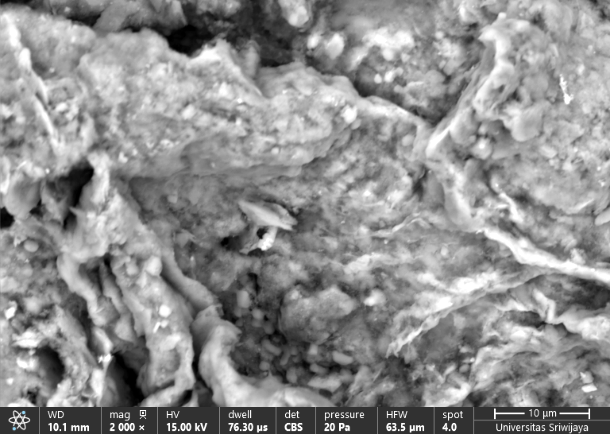 WD mag HV dwell det pressure HFW spot 10 µm
10.1 mm 2 000 × 15.00 kV 76.30 µs CBS 20 Pa 63.5 µm 4.0 Universitas Sriwijaya